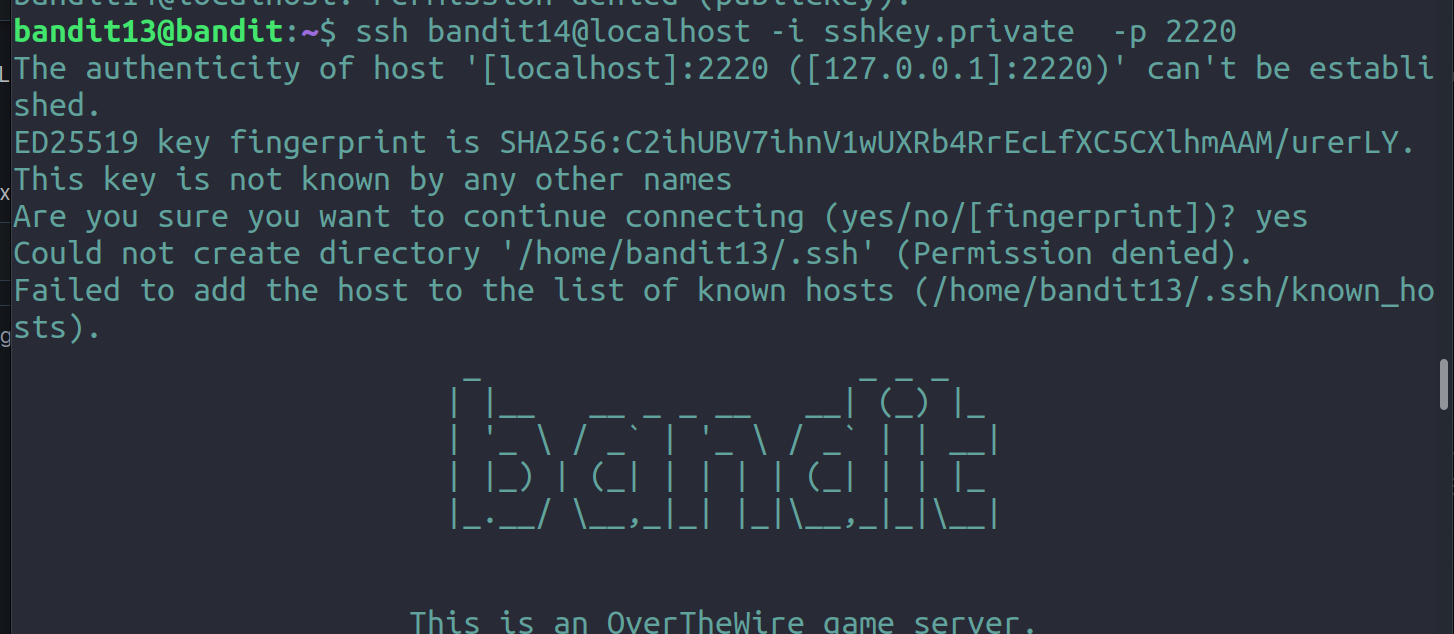 bandit14@localhost: Permission denied (publickey).
bandit13@bandit:~$ ssh bandit14@localhost -i sshkey.private  -p 2220
The authenticity of host '[localhost]:2220 ([127.0.0.1]:2220)' can't be establi
shed.
ED25519 key fingerprint is SHA256:C2ihUBV7ihnV1wUXRb4RrEcLfXC5CXlhmAAM/urerLY.
This key is not known by any other names
Are you sure you want to continue connecting (yes/no/[fingerprint])? yes
Could not create directory '/home/bandit13/.ssh' (Permission denied).
Failed to add the host to the list of known hosts (/home/bandit13/.ssh/known_ho
sts).
bandit
This is an OverTheWire game server.